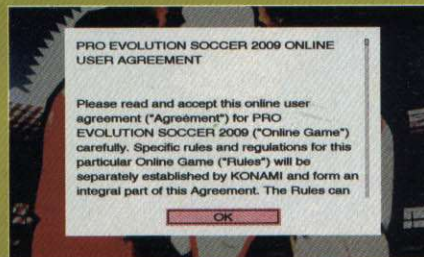 PRO EVOLUTION SOCCER 2009 ONLINE
USER AGREEMENT
Please read and accept this online user
agreement ("Agreement") for PRO
EVOLUTION SOCCER 2009 ("Online Game")
carefully. Specific rules and regulations for this
particular Online Game ("Rules") will be
separately established by KONAMI and form an
integral part of this Agreement. The Rules can
OK